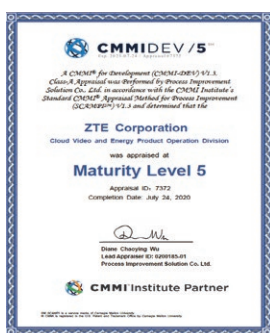 CMMIDEV / 5℠
A CMMI® for Development (CMMI-DEV) V1.3
Class-A Appraisal was Performed by Process Improvement
Solution Co., Ltd. in accordance with the CMMI Institute's
Standard CMMI® Appraisal Method for Process Improvement
(SCAMPI℠) V1.3 and determined that the
ZTE Corporation
Cloud Video and Energy Product Operation Division
was appraised at
Maturity Level 5
Appraisal ID: 7372
Completion Date: July 24, 2020
Diane Chaoying Wu
Lead Appraiser ID: 0200185-01
Process Improvement Solution Co. Ltd.
CMMI Institute Partner